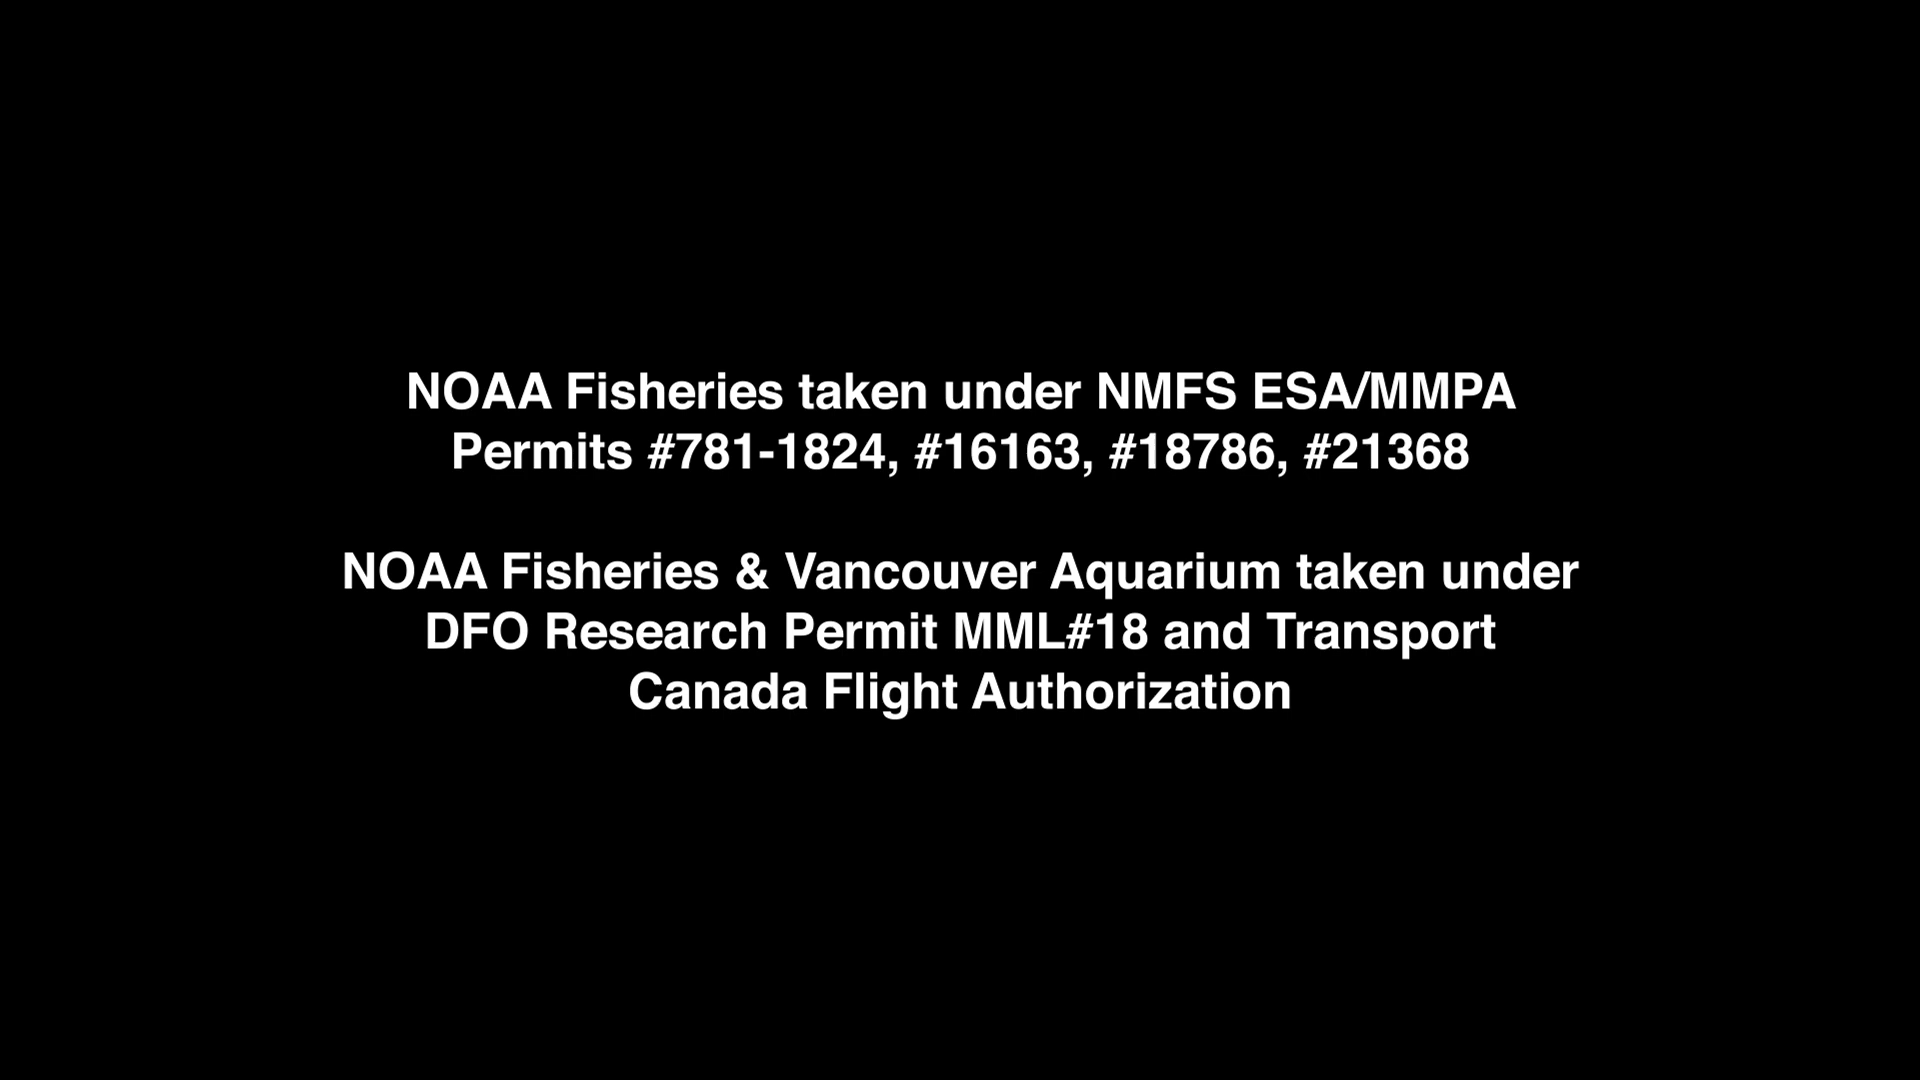 NOAA Fisheries taken under NMFS ESA/MMPA
Permits #781-1824, #16163, #18786, #21368
NOAA Fisheries & Vancouver Aquarium taken under
DFO Research Permit MML#18 and Transport
Canada Flight Authorization